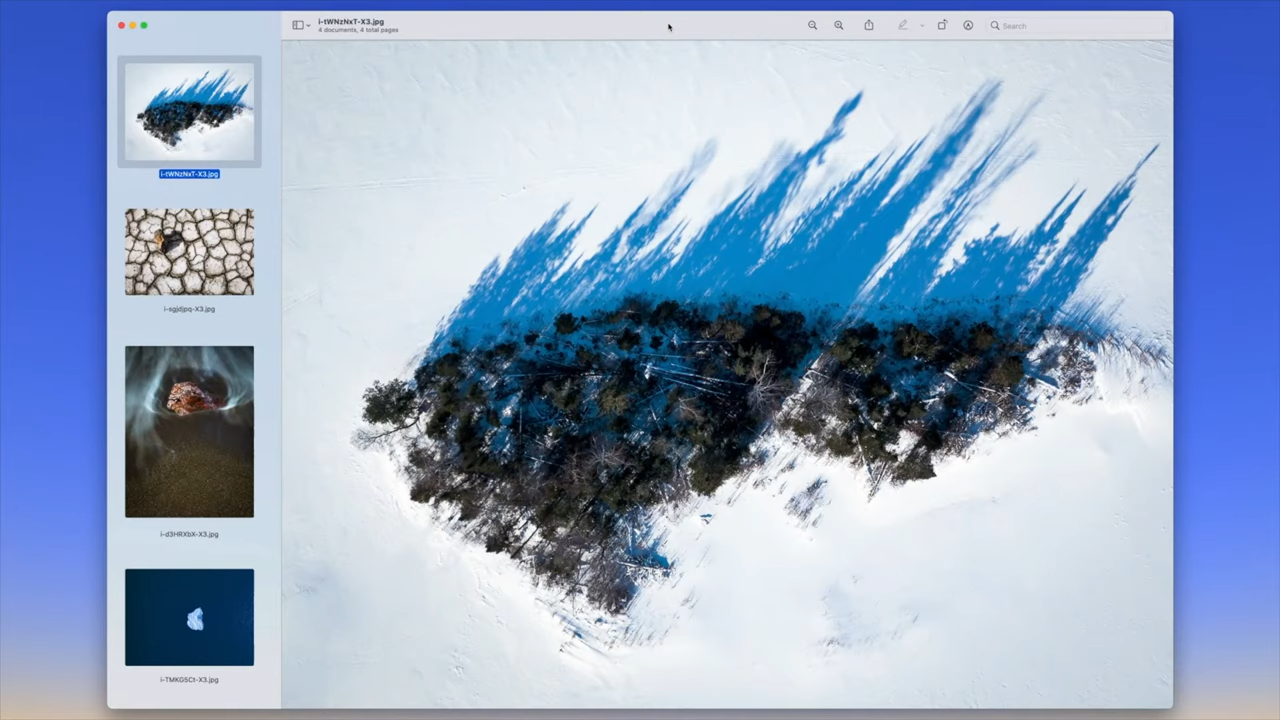 i-tWNzNxT-X3.jpg
4 documents, 4 total pages
Search
i-tWNzNxT-X3.jpg
i-sgjdjpq-X3.jpg
i-d3HRXbX-X3.jpg
i-TMKG5Ct-X3.jpg